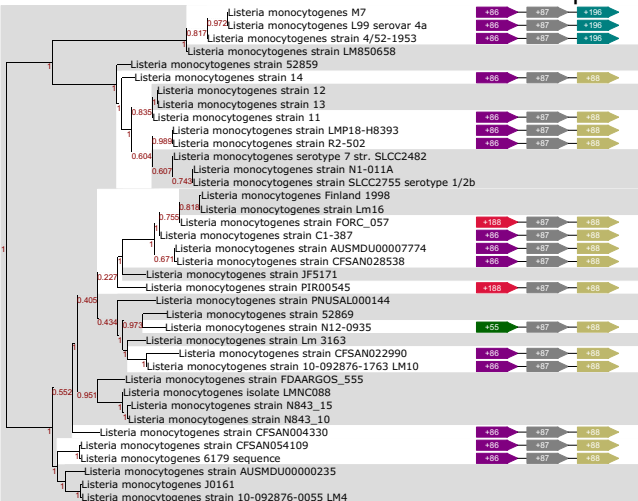 Listeria monocytogenes M7 +86 +87 +196
0.972 Listeria monocytogenes L99 serovar 4a +86 +87 +196
0.817 Listeria monocytogenes strain 4/52-1953 +86 +87 +196
1 Listeria monocytogenes strain LM850658
1 Listeria monocytogenes strain 52859
1 Listeria monocytogenes strain 14 +86 +87 +88
Listeria monocytogenes strain 12
1 Listeria monocytogenes strain 13
0.835 Listeria monocytogenes strain 11 +86 +87 +88
Listeria monocytogenes strain LMP18-H8393 +86 +87 +88
1 0.989 Listeria monocytogenes strain R2-502 +86 +87 +88
0.604 Listeria monocytogenes serotype 7 str. SLCC2482
0.607 Listeria monocytogenes strain N1-011A
0.743 Listeria monocytogenes strain SLCC2755 serotype 1/2b
Listeria monocytogenes Finland 1998
0.818 Listeria monocytogenes strain Lm16
0.755 Listeria monocytogenes strain FORC_057 +188 +87 +88
1 Listeria monocytogenes strain C1-387 +86 +87 +88
1 1 Listeria monocytogenes strain AUSMDU00007774 +86 +87 +88
0.671 Listeria monocytogenes strain CFSAN028538 +86 +87 +88
0.227 Listeria monocytogenes strain JF5171
1 Listeria monocytogenes strain PIR00545 +188 +87 +88
0.405 Listeria monocytogenes strain PNUSAL000144
Listeria monocytogenes strain 52869
0.434 0.973 Listeria monocytogenes strain N12-0935 +55 +87 +88
1 Listeria monocytogenes strain Lm 3163
1 Listeria monocytogenes strain CFSAN022990 +86 +87 +88
1 Listeria monocytogenes strain 10-092876-1763 LM10 +86 +87 +88
Listeria monocytogenes strain FDAARGOS_555
0.552 0.951 Listeria monocytogenes isolate LMNC088
1 Listeria monocytogenes strain N843_15
1 Listeria monocytogenes strain N843_10
Listeria monocytogenes strain CFSAN004330 +86 +87 +88
1 Listeria monocytogenes strain CFSAN054109 +86 +87 +88
1 Listeria monocytogenes 6179 sequence +86 +87 +88
1 Listeria monocytogenes strain AUSMDU00000235
1 Listeria monocytogenes J0161
1 Listeria monocytogenes strain 10-092876-0055 LM4